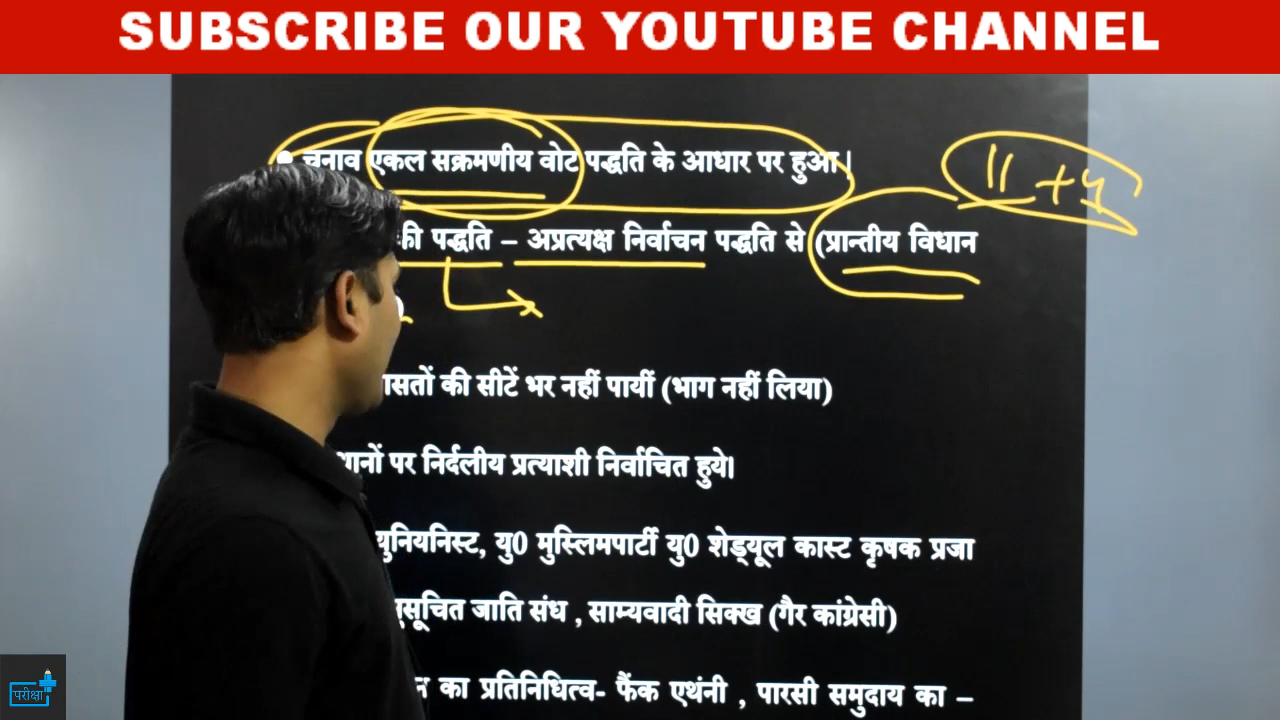 SUBSCRIBE OUR YOUTUBE CHANNEL
चनाव एकल सक्रमणीय वोट पद्धति के आधार पर हुआ |
11 + 4
की पद्धति – अप्रत्यक्ष निर्वाचन पद्धति से (प्रान्तीय विधान
की सीटें भर नहीं पायीं (भाग नहीं लिया)
पर निर्दलीय प्रत्याशी निर्वाचित हुये।
युनियनिस्ट, यु0 मुस्लिमपार्टी यु0 शेड्यूल कास्ट कृषक प्रजा
जाति संध , साम्यवादी सिक्ख (गैर कांग्रेसी)
का प्रतिनिधित्व- फैंक एथंनी , पारसी समुदाय का –
परीक्षा